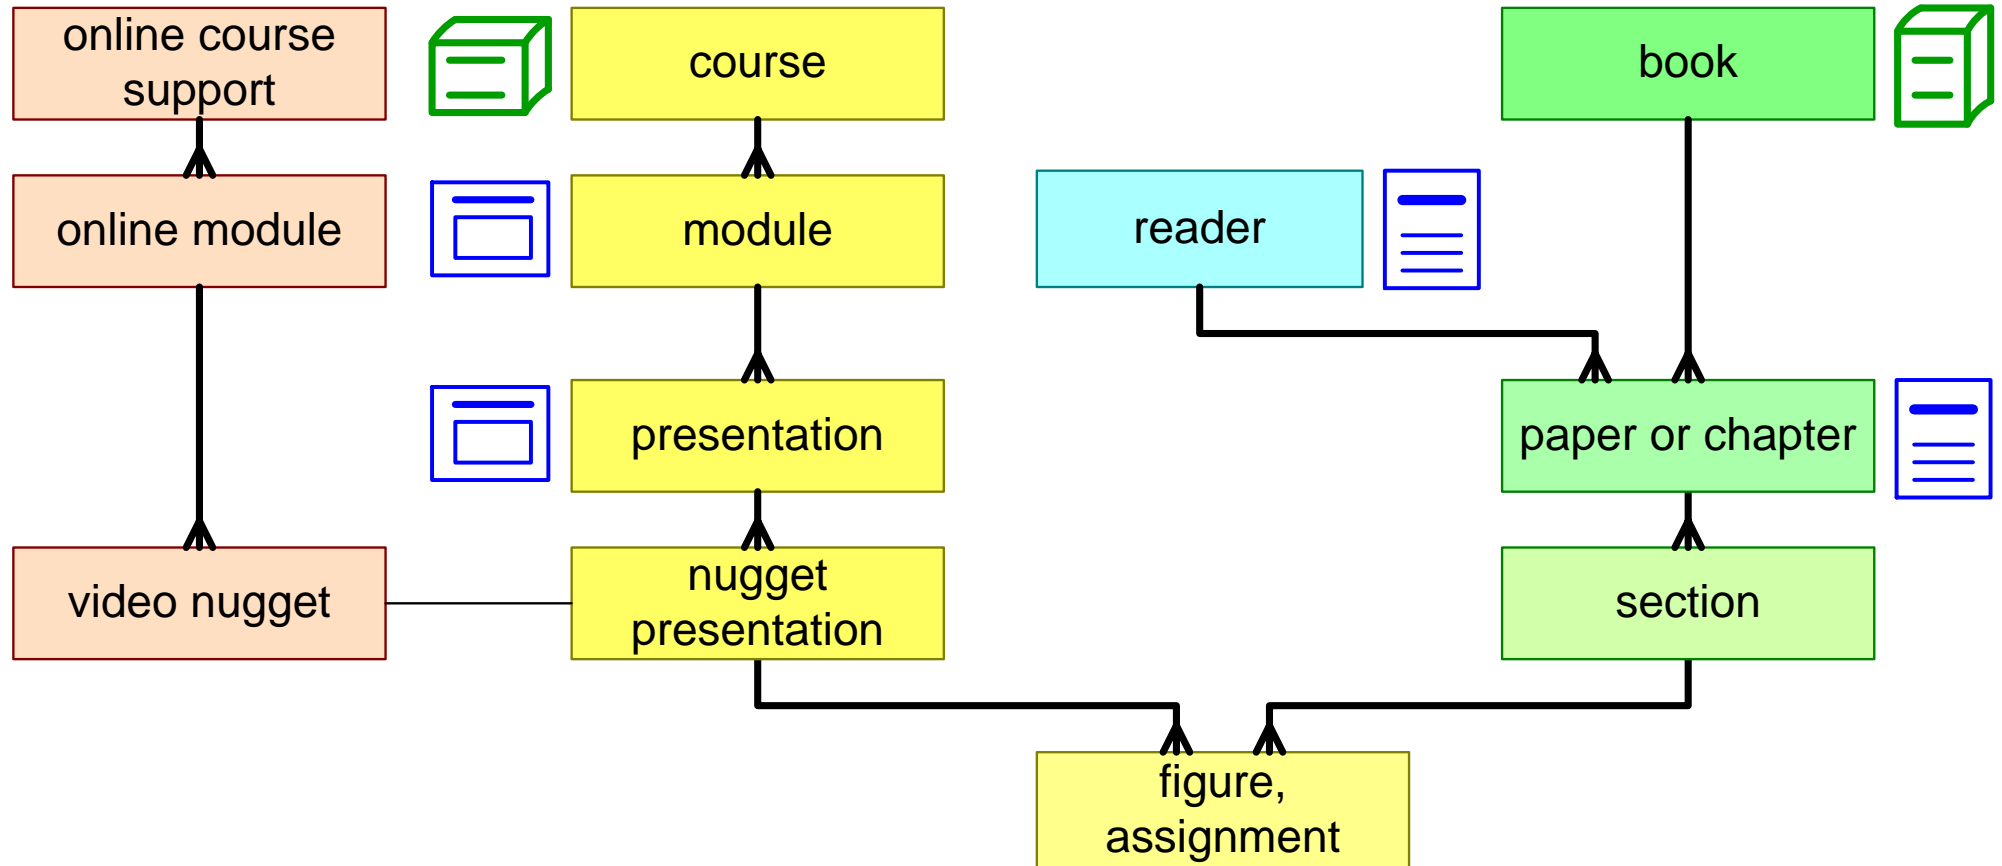 online course
support
course
book
online module
module
reader
presentation
paper or chapter
video nugget
nugget
presentation
section
figure,
assignment